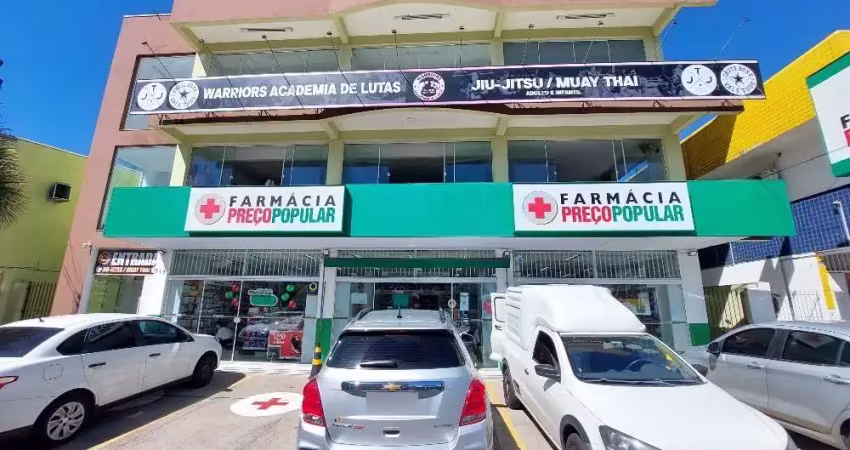 WARRIORS ACADEMIA DE LUTAS
JIU-JITSU / MUAY THAI
ADULTO E INFANTIL
FARMÁCIA
PREÇOPOPULAR
FARMÁCIA
PREÇOPOPULAR
ENTRADA